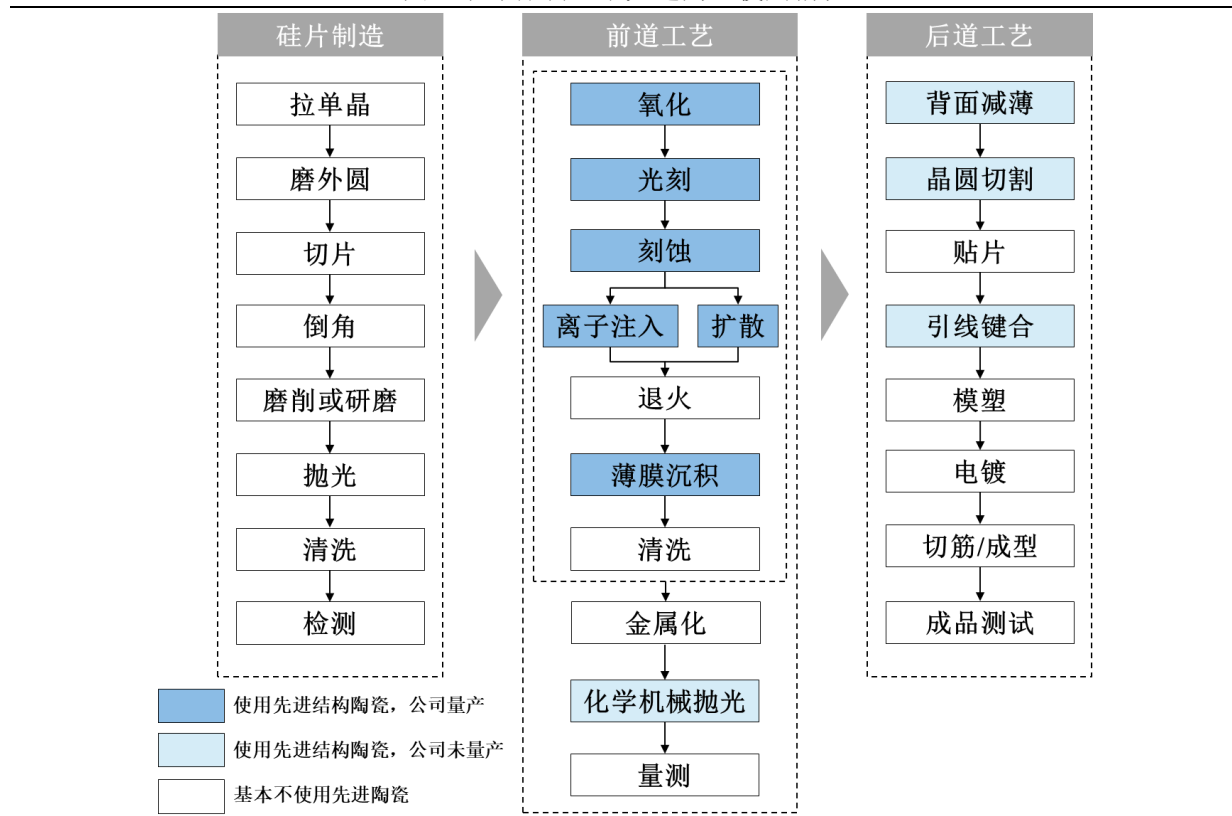 硅片制造
拉单晶
磨外圆
切片
倒角
磨削或研磨
抛光
清洗
检测
前道工艺
氧化
光刻
刻蚀
离子注入
扩散
退火
薄膜沉积
清洗
金属化
化学机械抛光
量测
后道工艺
背面减薄
晶圆切割
贴片
引线键合
模塑
电镀
切筋/成型
成品测试
使用先进结构陶瓷，公司量产
使用先进结构陶瓷，公司未量产
基本不使用先进陶瓷